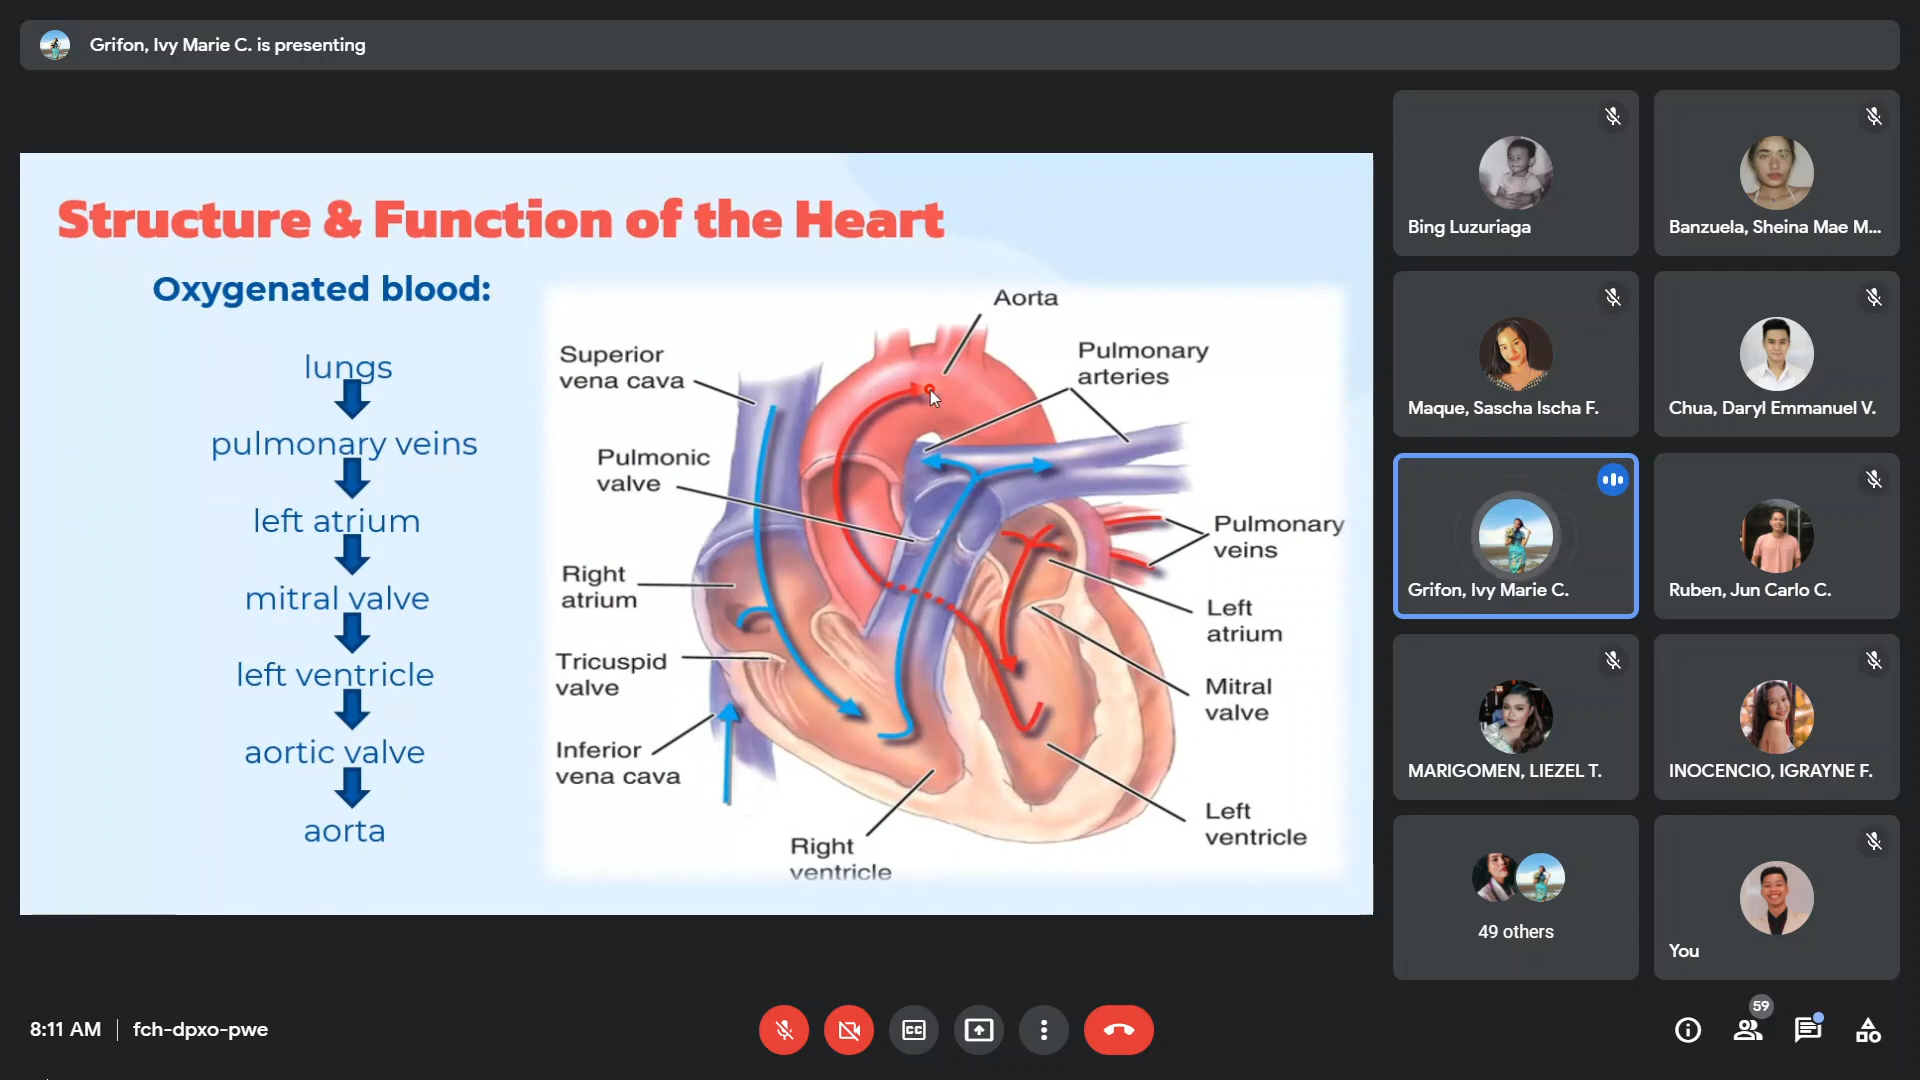 Grifon, Ivy Marie C. is presenting
Structure & Function of the Heart
Oxygenated blood:
lungs
pulmonary veins
left atrium
mitral valve
left ventricle
aortic valve
aorta
Aorta
Superior
vena cava
Pulmonary
arteries
Pulmonic
valve
Pulmonary
veins
Right
atrium
Left
atrium
Tricuspid
valve
Mitral
valve
Inferior
vena cava
Left
ventricle
Right
ventricle
Bing Luzuriaga
Banzuela, Sheina Mae M...
Maque, Sascha Ischa F.
Chua, Daryl Emmanuel V.
Grifon, Ivy Marie C.
Ruben, Jun Carlo C.
MARIGOMEN, LIEZEL T.
INOCENCIO, IGRAYNE F.
49 others
You
8:11 AM | fch-dpxo-pwe
CC
59